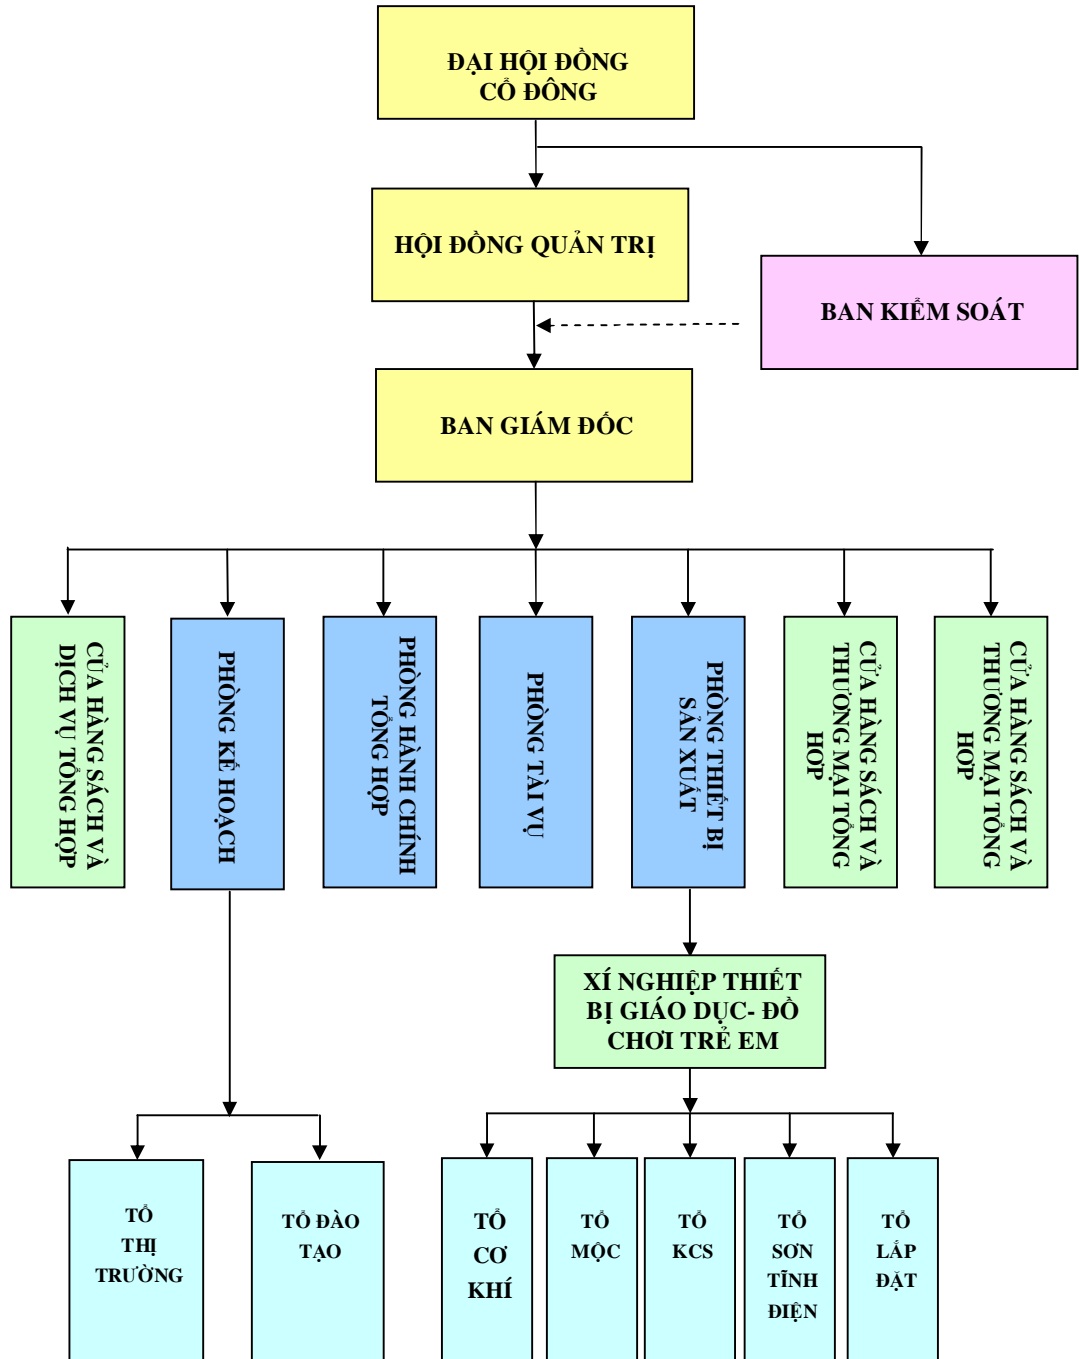 ĐẠI HỘI ĐỒNG
CỔ ĐÔNG
HỘI ĐỒNG QUẢN TRỊ
BAN KIỂM SOÁT
BAN GIÁM ĐỐC
CỦA HÀNG SÁCH VÀ
DỊCH VỤ TỔNG HỢP
PHÒNG KẾ HOẠCH
PHÒNG HÀNH CHÍNH
TỔNG HỢP
PHÒNG TÀI VỤ
PHÒNG THIẾT BỊ
SẢN XUẤT
CỬA HÀNG SÁCH VÀ
THƯƠNG MẠI TỔNG
HỢP
CỬA HÀNG SÁCH VÀ
THƯƠNG MẠI TỔNG
HỢP
XÍ NGHIỆP THIẾT
BỊ GIÁO DỤC- ĐỒ
CHƠI TRẺ EM
TỔ
THỊ
TRƯỜNG
TỔ ĐÀO
TẠO
TỔ
CƠ
KHÍ
TỔ
MỘC
TỔ
KCS
TỔ
SƠN
TĨNH
ĐIỆN
TỔ
LẮP
ĐẶT